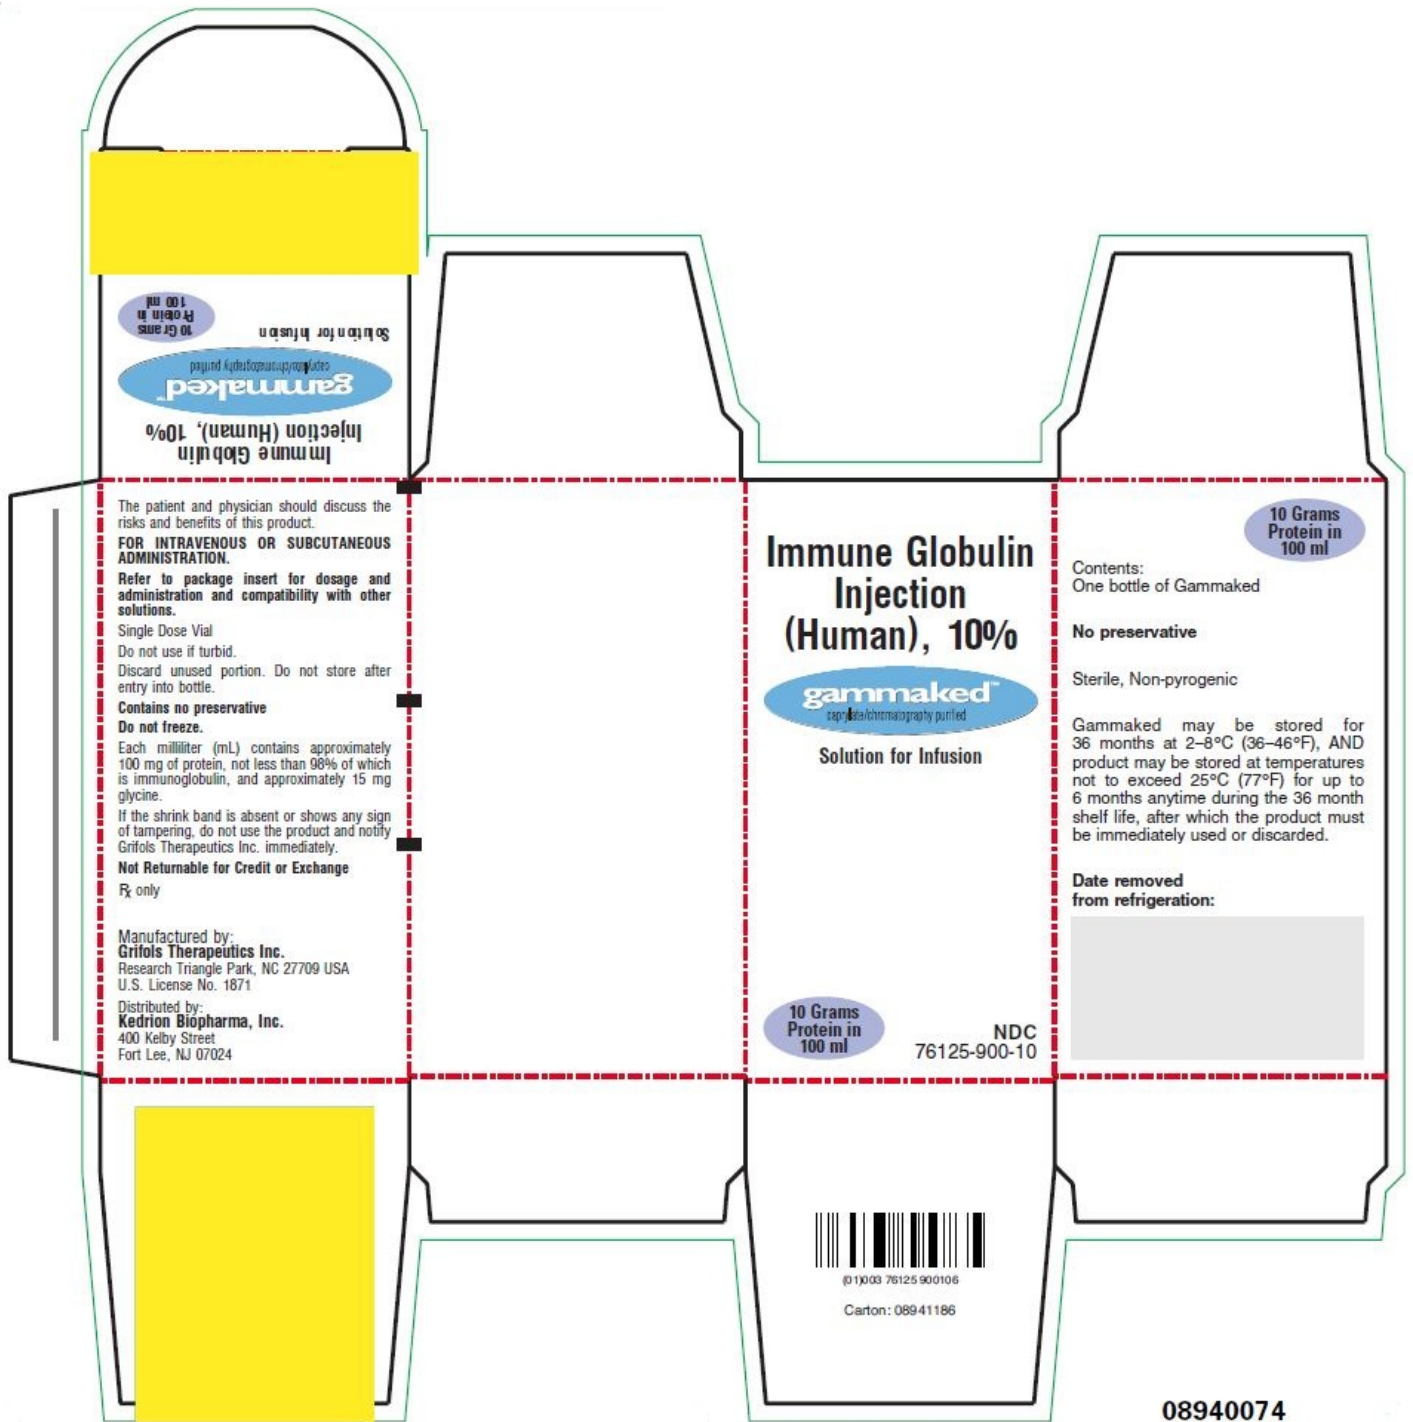 Immune Globulin
Injection (Human), 10%
gammaked™
caprylate/chromatography purified
Solution for Infusion
10 Grams
Protein in
100 ml
The patient and physician should discuss the
risks and benefits of this product.
FOR INTRAVENOUS OR SUBCUTANEOUS
ADMINISTRATION.
Refer to package insert for dosage and
administration and compatibility with other
solutions.
Single Dose Vial
Do not use if turbid.
Discard unused portion. Do not store after
entry into bottle.
Contains no preservative
Do not freeze.
Each milliliter (mL) contains approximately
100 mg of protein, not less than 98% of which
is immunoglobulin, and approximately 15 mg
glycine.
If the shrink band is absent or shows any sign
of tampering, do not use the product and notify
Grifols Therapeutics Inc. immediately.
Not Returnable for Credit or Exchange
℞ only
Manufactured by:
Grifols Therapeutics Inc.
Research Triangle Park, NC 27709 USA
U.S. License No. 1871
Distributed by:
Kedrion Biopharma, Inc.
400 Kelby Street
Fort Lee, NJ 07024
Immune Globulin
Injection
(Human), 10%
gammaked™
caprylate/chromatography purified
Solution for Infusion
10 Grams
Protein in
100 ml
NDC
76125-900-10
(01)003 76125 900106
Carton: 08941186
10 Grams
Protein in
100 ml
Contents:
One bottle of Gammaked
No preservative
Sterile, Non-pyrogenic
Gammaked may be stored for
36 months at 2–8°C (36–46°F), AND
product may be stored at temperatures
not to exceed 25°C (77°F) for up to
6 months anytime during the 36 month
shelf life, after which the product must
be immediately used or discarded.
Date removed
from refrigeration:
08940074